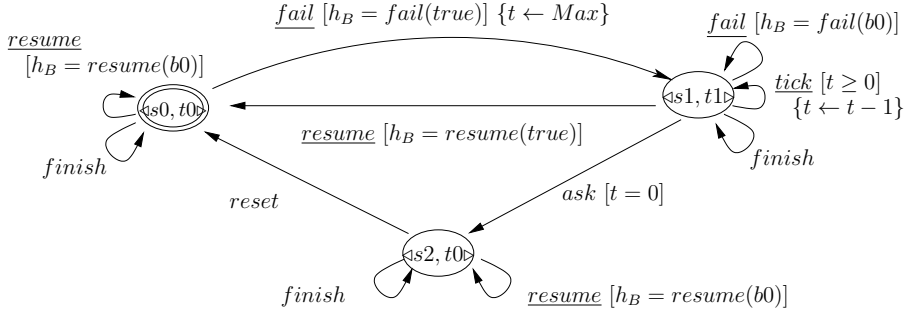 fail [h_B = fail(true)] {t ← Max}
fail [h_B = fail(b0)]
resume
[h_B = resume(b0)]
◁s0, t0▷
◁s1, t1▷
tick [t ≥ 0]
{t ← t − 1}
resume [h_B = resume(true)]
finish
finish
reset
ask [t = 0]
◁s2, t0▷
finish
resume [h_B = resume(b0)]